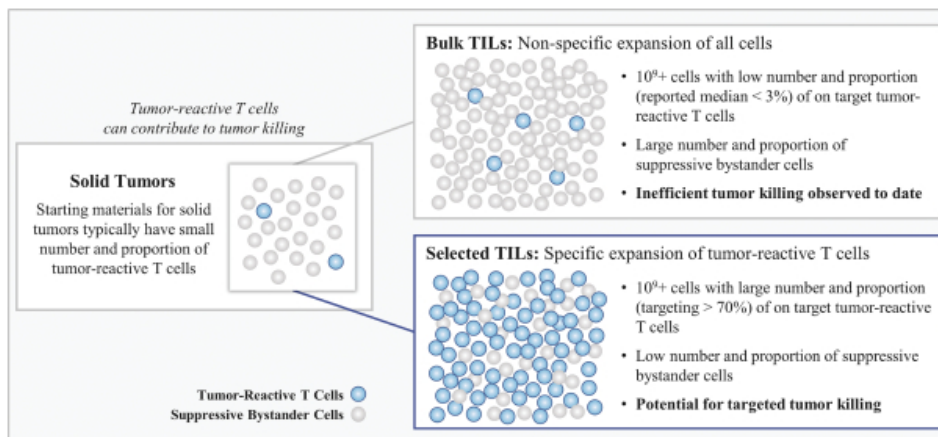 Tumor-reactive T cells
can contribute to tumor killing
Solid Tumors
Starting materials for solid
tumors typically have small
number and proportion of
tumor-reactive T cells
Tumor-Reactive T Cells
Suppressive Bystander Cells
Bulk TILs: Non-specific expansion of all cells
• 10⁹+ cells with low number and proportion
(reported median < 3%) of on target tumor-
reactive T cells
• Large number and proportion of
suppressive bystander cells
• Inefficient tumor killing observed to date
Selected TILs: Specific expansion of tumor-reactive T cells
• 10⁹+ cells with large number and proportion
(targeting > 70%) of on target tumor-reactive
T cells
• Low number and proportion of suppressive
bystander cells
• Potential for targeted tumor killing